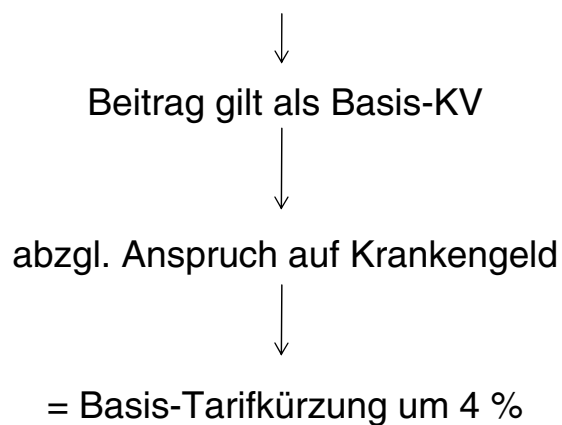 Beitrag gilt als Basis-KV
abzgl. Anspruch auf Krankengeld
= Basis-Tarifkürzung um 4 %